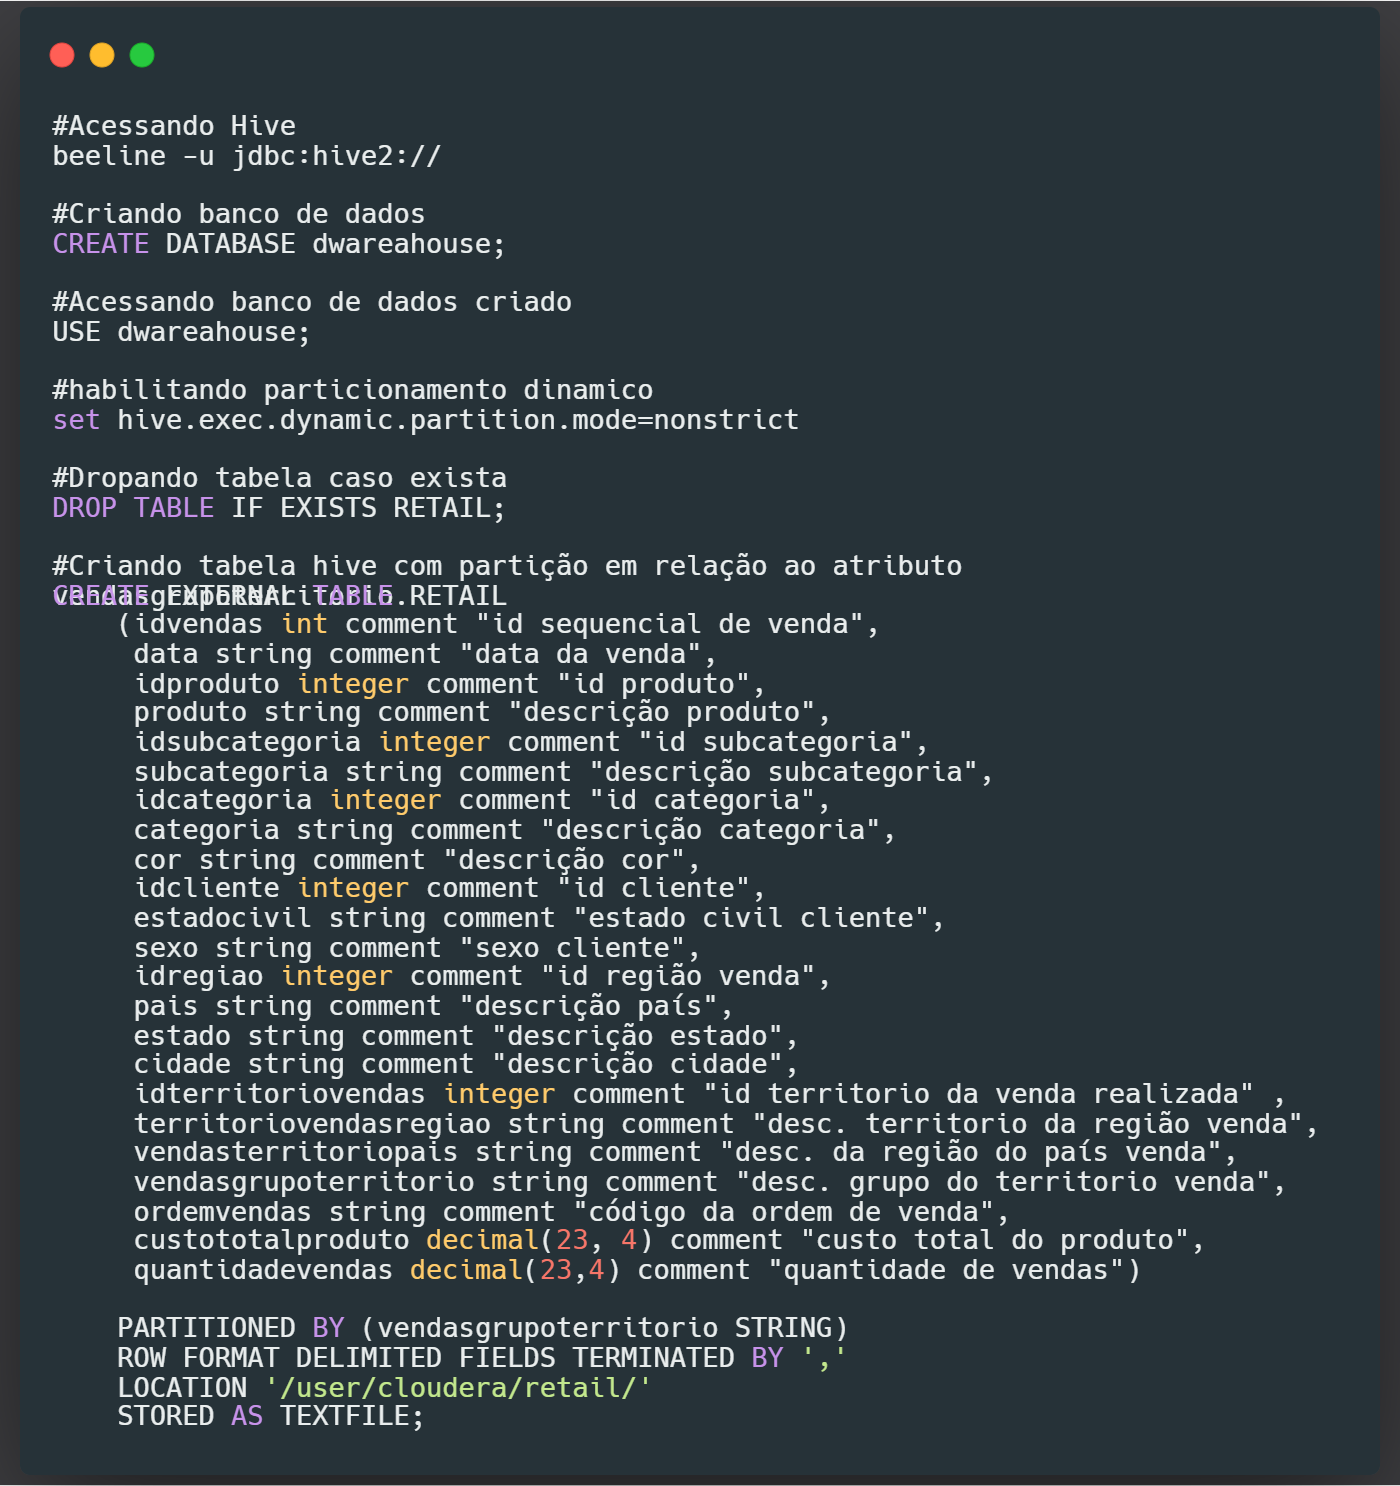 #Acessando Hive
beeline -u jdbc:hive2://
#Criando banco de dados
CREATE DATABASE dwareahouse;
#Acessando banco de dados criado
USE dwareahouse;
#habilitando particionamento dinamico
set hive.exec.dynamic.partition.mode=nonstrict
#Dropando tabela caso exista
DROP TABLE IF EXISTS RETAIL;
#Criando tabela hive com partição em relação ao atributo
vendasgrupoterritorio.
CREATE EXTERNAL TABLE RETAIL
(idvendas int comment "id sequencial de venda",
data string comment "data da venda",
idproduto integer comment "id produto",
produto string comment "descrição produto",
idsubcategoria integer comment "id subcategoria",
subcategoria string comment "descrição subcategoria",
idcategoria integer comment "id categoria",
categoria string comment "descrição categoria",
cor string comment "descrição cor",
idcliente integer comment "id cliente",
estadocivil string comment "estado civil cliente",
sexo string comment "sexo cliente",
idregiao integer comment "id região venda",
pais string comment "descrição país",
estado string comment "descrição estado",
cidade string comment "descrição cidade",
idterritoriovendas integer comment "id territorio da venda realizada" ,
territoriovendasregiao string comment "desc. territorio da região venda",
vendasterritoriopais string comment "desc. da região do país venda",
vendasgrupoterritorio string comment "desc. grupo do territorio venda",
ordemvendas string comment "código da ordem de venda",
custototalproduto decimal(23, 4) comment "custo total do produto",
quantidadevendas decimal(23,4) comment "quantidade de vendas")
PARTITIONED BY (vendasgrupoterritorio STRING)
ROW FORMAT DELIMITED FIELDS TERMINATED BY ','
LOCATION '/user/cloudera/retail/'
STORED AS TEXTFILE;